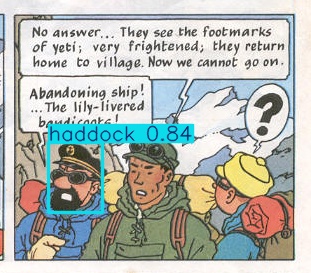 No answer... They see the footmarks
of yeti; very frightened; they return
home to village. Now we cannot go on.
Abandoning ship!
...The lily-livered
bandicoots!
?
haddock 0.84